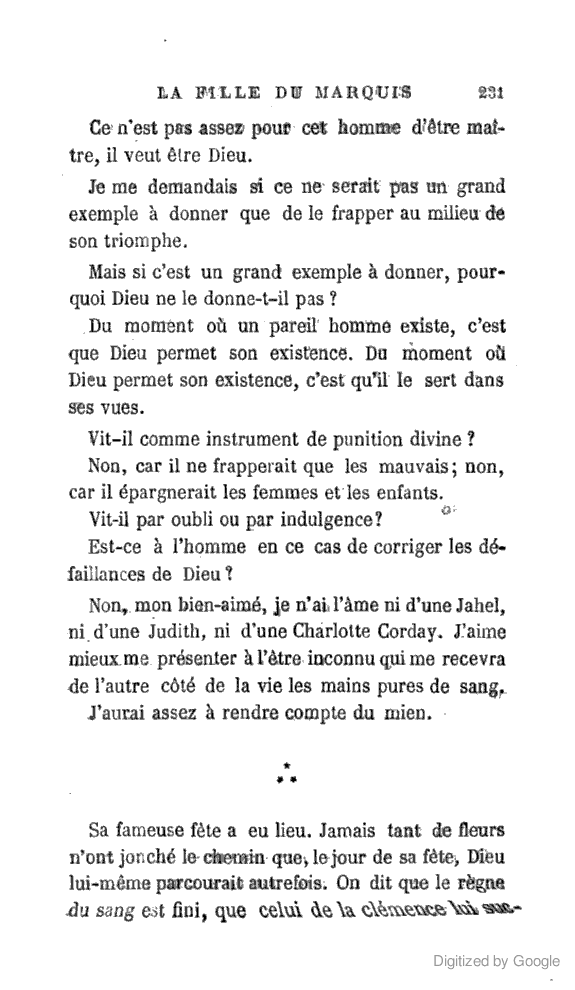 LA FILLE DU MARQUIS 231
Ce n'est pas assez pour cet homme d'être maî-
tre, il veut être Dieu.
Je me demandais si ce ne serait pas un grand
exemple à donner que de le frapper au milieu de
son triomphe.
Mais si c'est un grand exemple à donner, pour-
quoi Dieu ne le donne-t-il pas ?
Du moment où un pareil homme existe, c'est
que Dieu permet son existence. Du moment où
Dieu permet son existence, c'est qu'il le sert dans
ses vues.
Vit-il comme instrument de punition divine ?
Non, car il ne frapperait que les mauvais ; non,
car il épargnerait les femmes et les enfants.
Vit-il par oubli ou par indulgence ?
Est-ce à l'homme en ce cas de corriger les dé-
faillances de Dieu ?
Non, mon bien-aimé, je n'ai l'âme ni d'une Jahel,
ni d'une Judith, ni d'une Charlotte Corday. J'aime
mieux me présenter à l'être inconnu qui me recevra
de l'autre côté de la vie les mains pures de sang.
J'aurai assez à rendre compte du mien.
⁂
Sa fameuse fête a eu lieu. Jamais tant de fleurs
n'ont jonché le chemin que, le jour de sa fête, Dieu
lui-même parcourait autrefois. On dit que le règne
du sang est fini, que celui de la clémence lui suc-
Digitized by Google